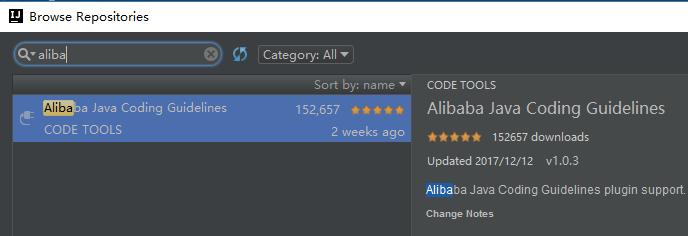 IJ Browse Repositories
aliba
Category: All
Sort by: name
Alibaba Java Coding Guidelines 152,657
CODE TOOLS 2 weeks ago
CODE TOOLS
Alibaba Java Coding Guidelines
152657 downloads
Updated 2017/12/12 v1.0.3
Alibaba Java Coding Guidelines plugin support.
Change Notes